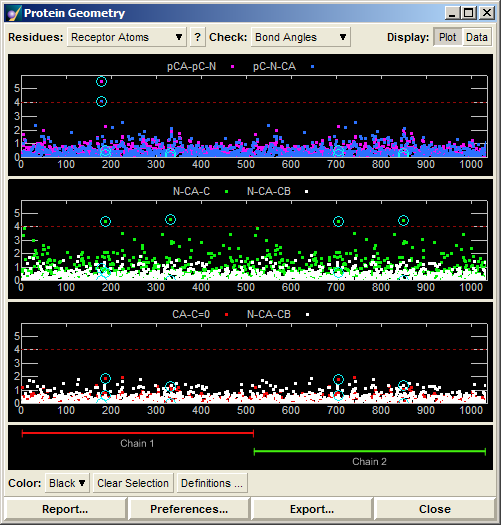 Protein Geometry
Residues: Receptor Atoms ? Check: Bond Angles Display: Plot Data
pCA-pC-N pC-N-CA
5
4
3
2
1
0
0 100 200 300 400 500 600 700 800 900 1000
N-CA-C N-CA-CB
5
4
3
2
1
0
0 100 200 300 400 500 600 700 800 900 1000
CA-C=0 N-CA-CB
5
4
3
2
1
0
0 100 200 300 400 500 600 700 800 900 1000
Chain 1
Chain 2
Color: Black Clear Selection Definitions ...
Report... Preferences... Export... Close